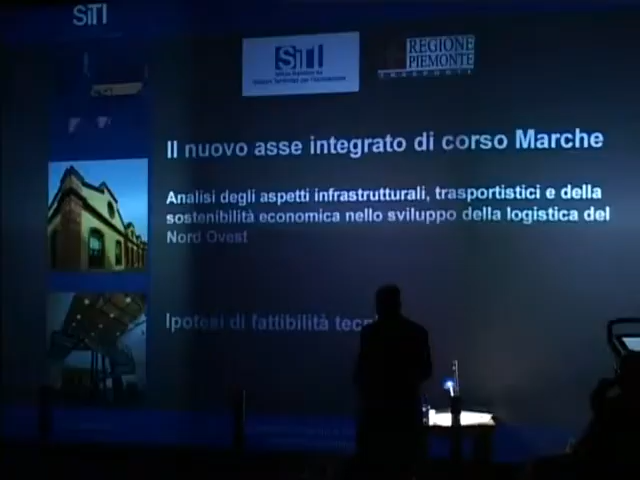 SiTI
SiTI
REGIONE
PIEMONTE
TRASPORTI
Il nuovo asse integrato di corso Marche
Analisi degli aspetti infrastrutturali, trasportistici e della
sostenibilità economica nello sviluppo della logistica del
Nord Ovest
Ipotesi di fattibilità